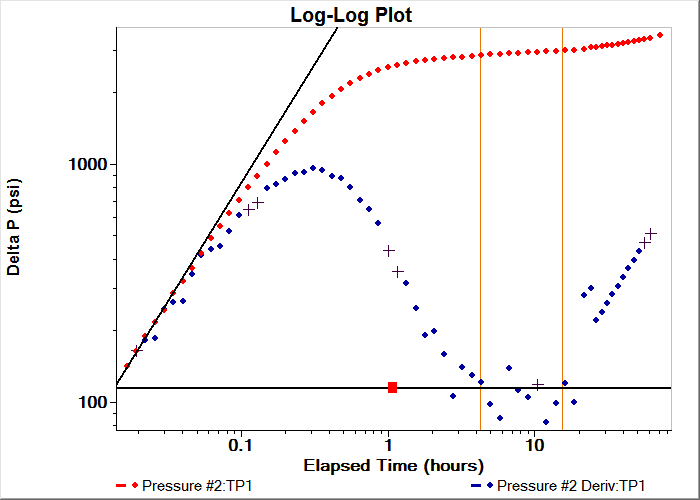 Log-Log Plot
Delta P (psi)
1000
100
0.1 1 10
Elapsed Time (hours)
Pressure #2:TP1 Pressure #2 Deriv:TP1